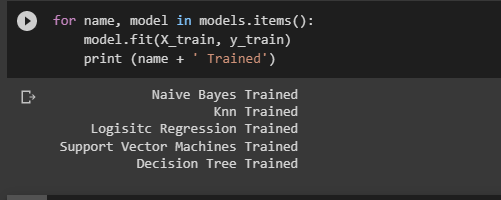 for name, model in models.items():
    model.fit(X_train, y_train)
    print (name + ' Trained')
Naive Bayes Trained
Knn Trained
Logisitc Regression Trained
Support Vector Machines Trained
Decision Tree Trained